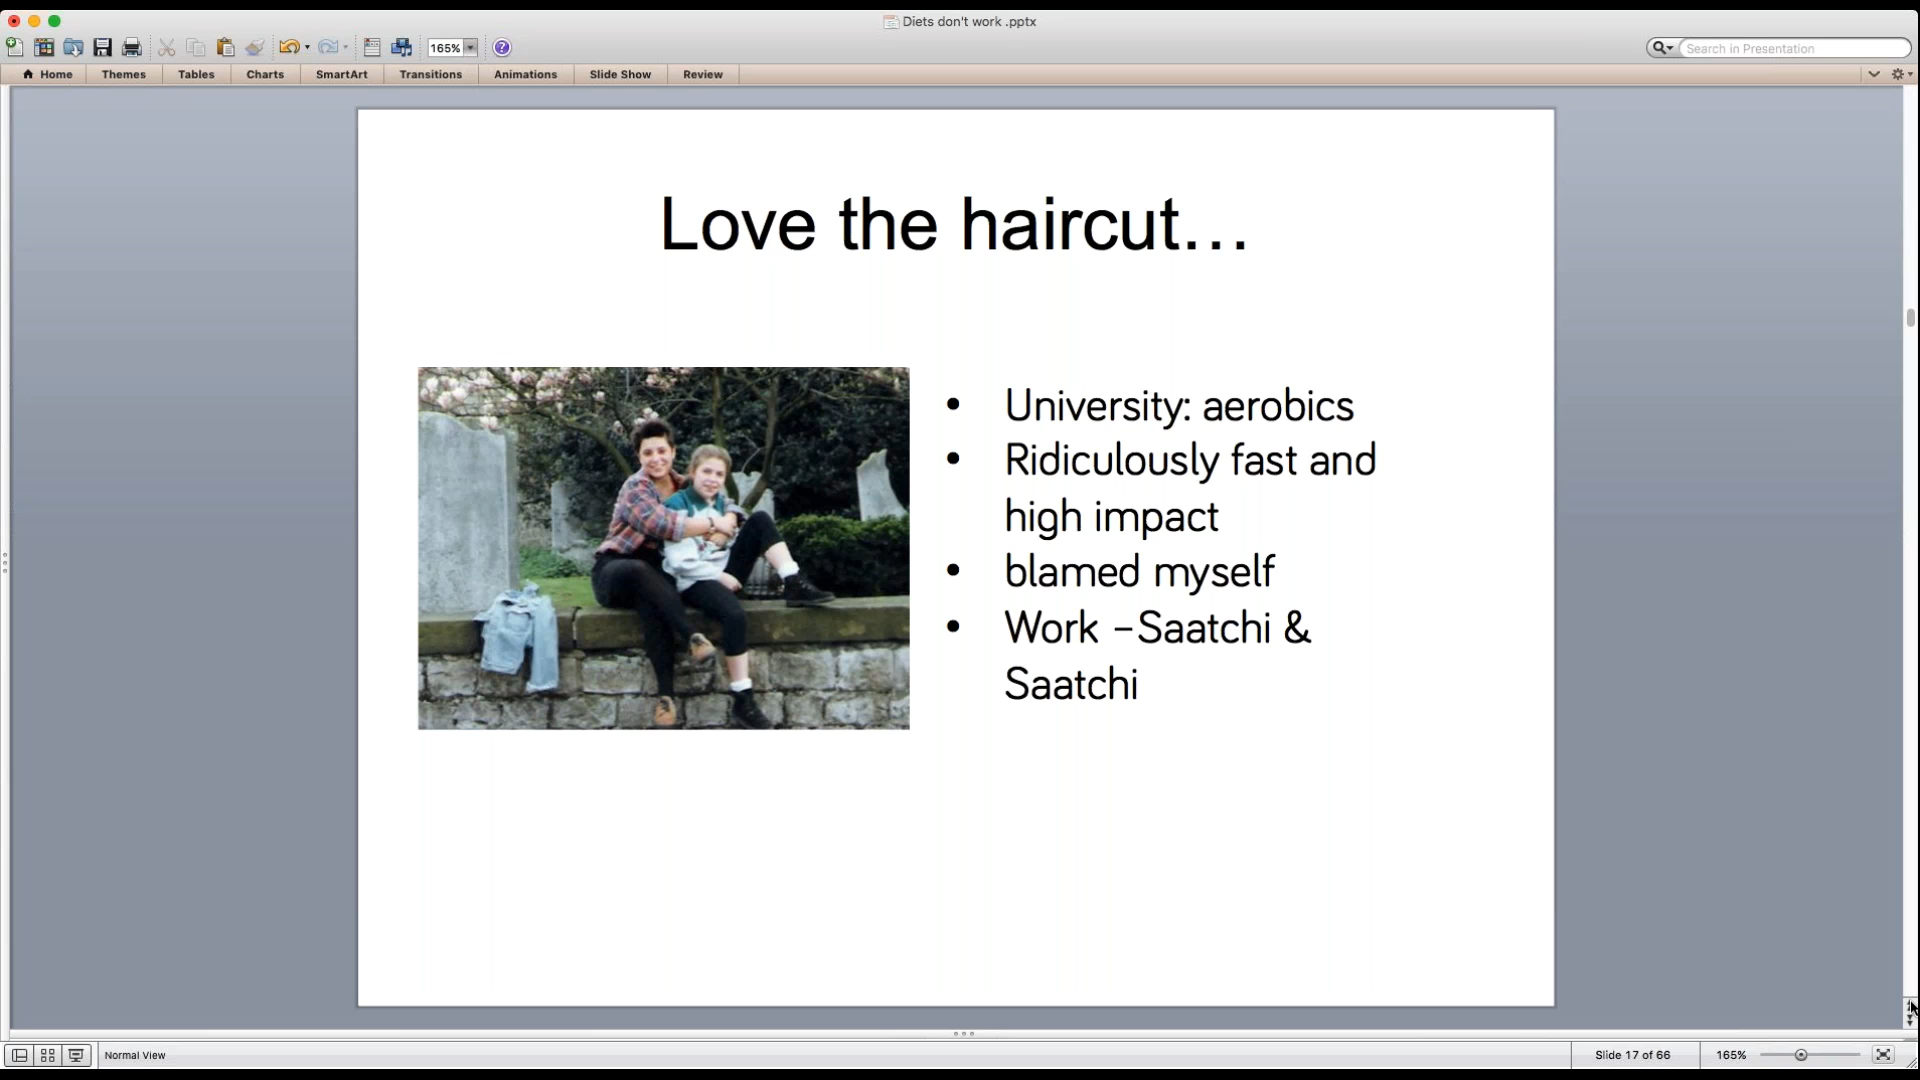 Diets don't work .pptx
165%
Search in Presentation
Home Themes Tables Charts SmartArt Transitions Animations Slide Show Review
Love the haircut…
• University: aerobics
• Ridiculously fast and
high impact
• blamed myself
• Work –Saatchi &
Saatchi
Normal View Slide 17 of 66 165%